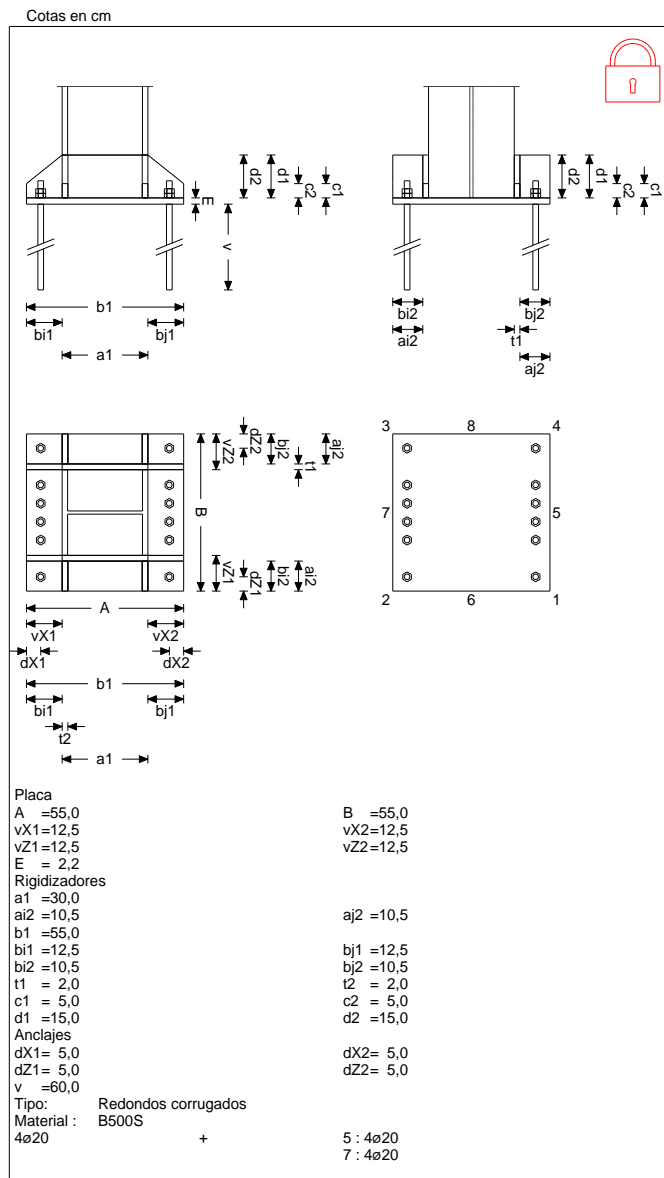 Cotas en cm
E
v
d2
d1
c2
c1
b1
bi1
bj1
a1
d2
d1
c2
c1
bi2
bj2
ai2
t1
aj2
vZ2
dZ2
bj2
t1
aj2
B
vZ1
dZ1
bi2
ai2
A
vX1
vX2
dX1
dX2
b1
bi1
bj1
t2
a1
3 8 4
7 5
2 6 1
Placa
A =55,0 B =55,0
vX1=12,5 vX2=12,5
vZ1=12,5 vZ2=12,5
E = 2,2
Rigidizadores
a1 =30,0
ai2 =10,5 aj2 =10,5
b1 =55,0
bi1 =12,5 bj1 =12,5
bi2 =10,5 bj2 =10,5
t1 = 2,0 t2 = 2,0
c1 = 5,0 c2 = 5,0
d1 =15,0 d2 =15,0
Anclajes
dX1= 5,0 dX2= 5,0
dZ1= 5,0 dZ2= 5,0
v =60,0
Tipo: Redondos corrugados
Material : B500S
4ø20 + 5 : 4ø20
7 : 4ø20